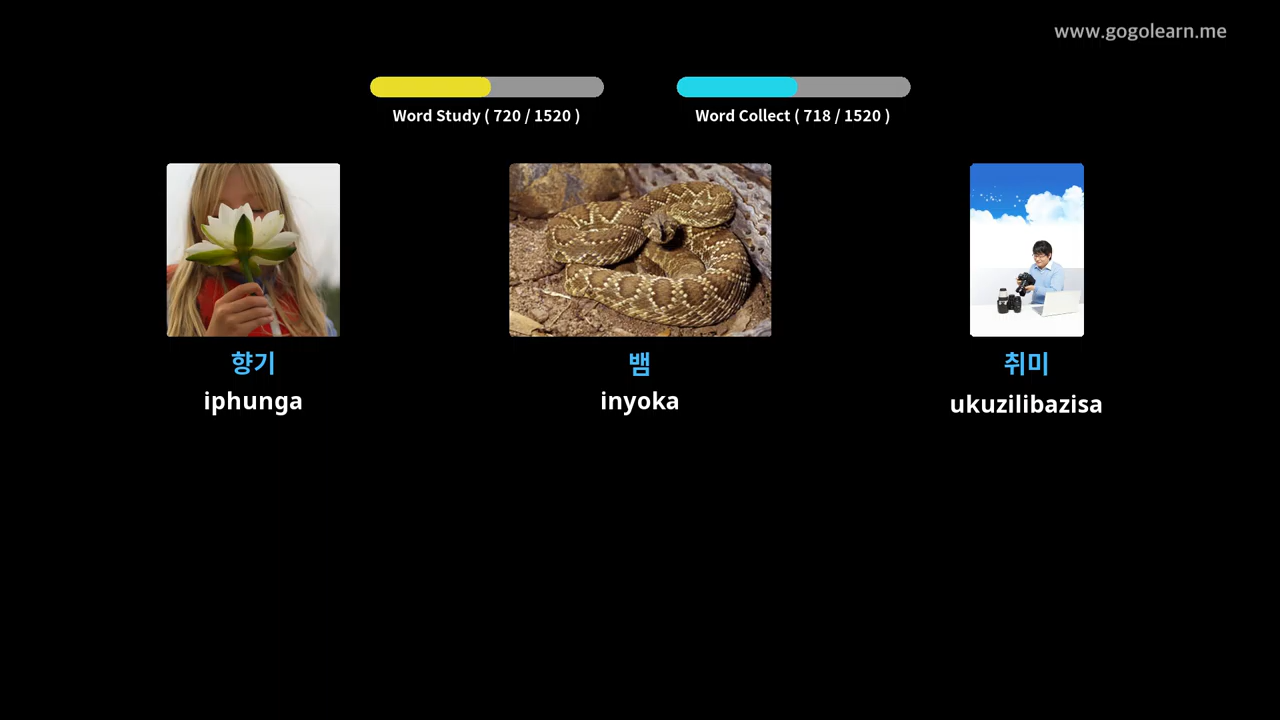 www.gogolearn.me
Word Study ( 720 / 1520 )
Word Collect ( 718 / 1520 )
향기
iphunga
뱀
inyoka
취미
ukuzilibazisa